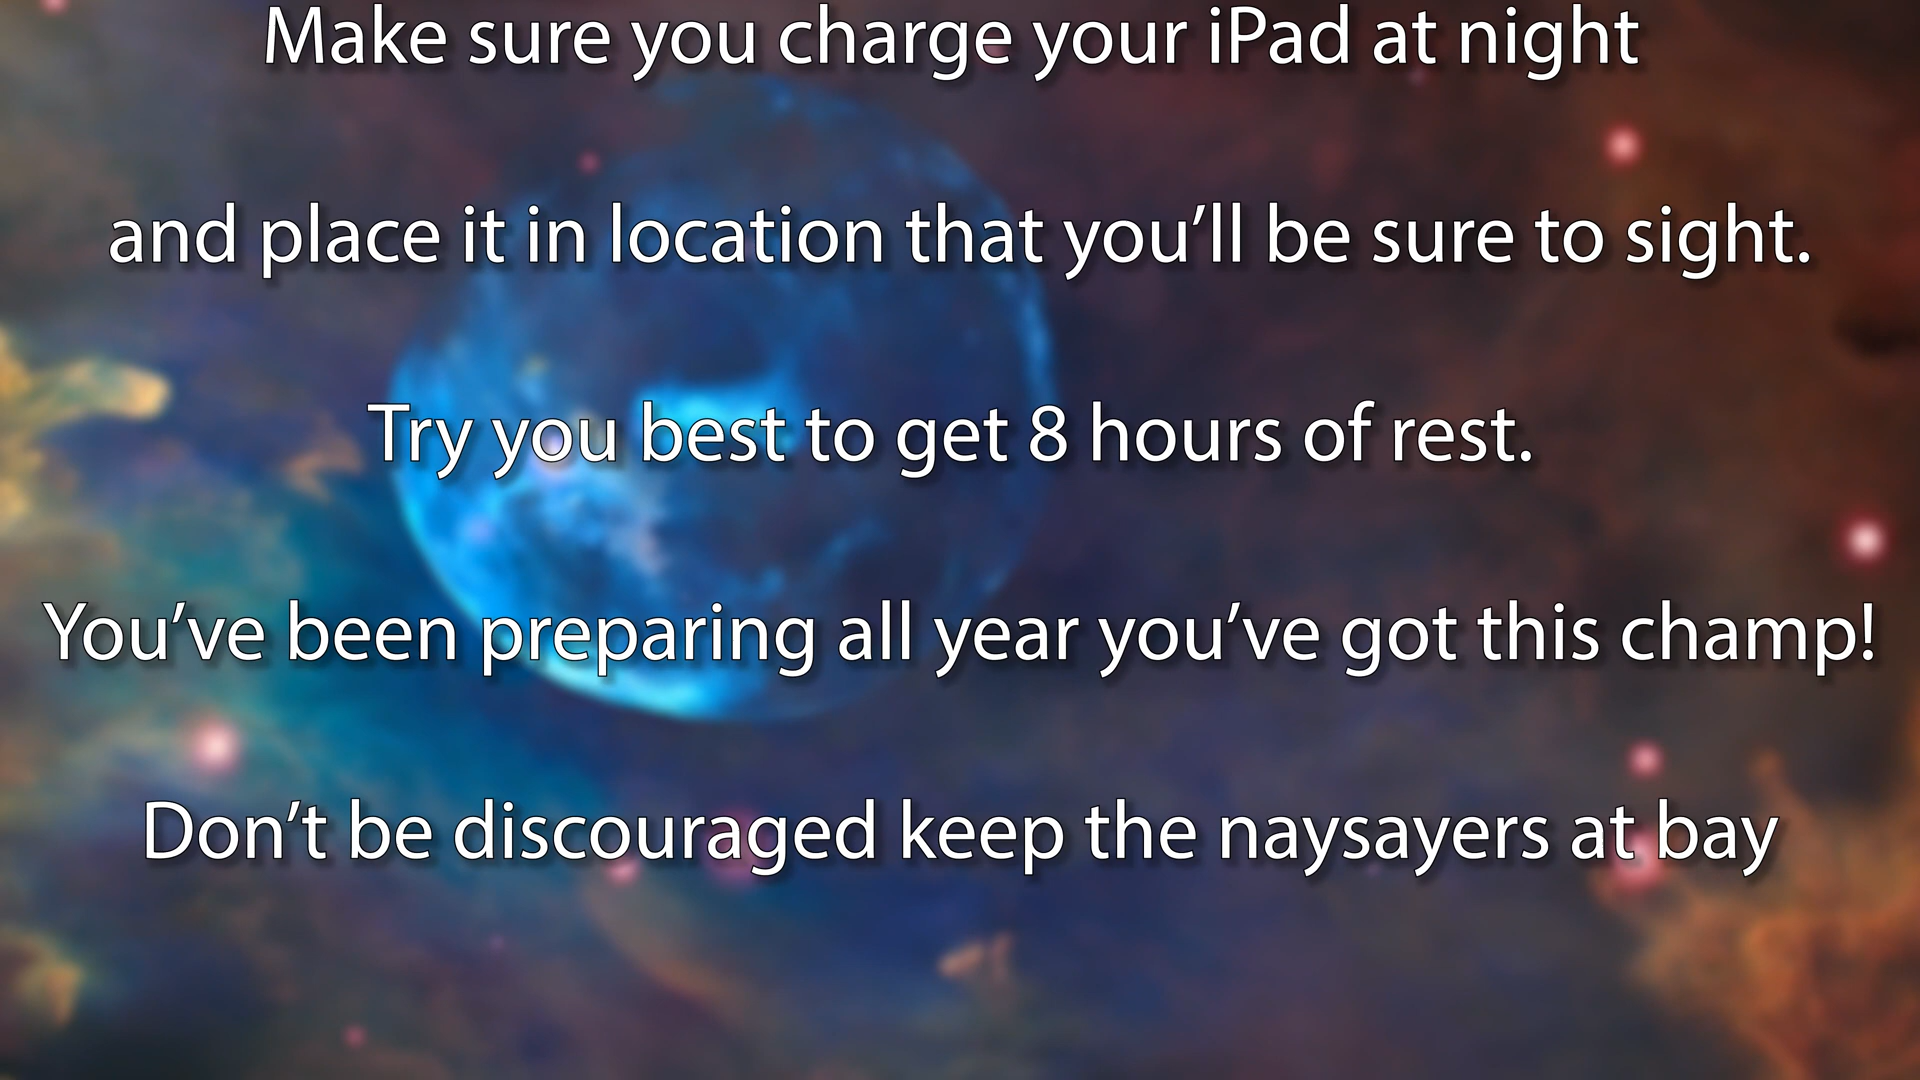 Make sure you charge your iPad at night
and place it in location that you’ll be sure to sight.
Try you best to get 8 hours of rest.
You’ve been preparing all year you’ve got this champ!
Don’t be discouraged keep the naysayers at bay